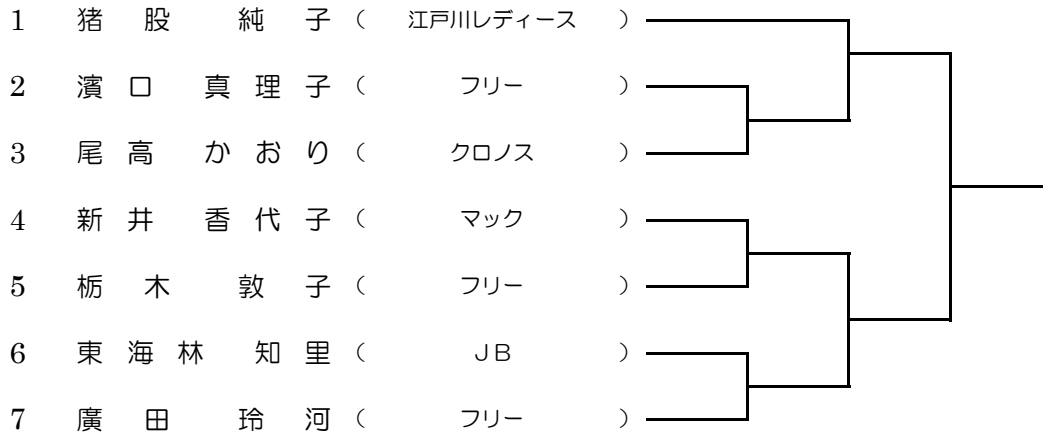 1 猪股 純子 ( 江戸川レディース )
2 濱口 真理子 ( フリー )
3 尾高 かおり ( クロノス )
4 新井 香代子 ( マック )
5 栃木 敦子 ( フリー )
6 東海林 知里 ( JB )
7 廣田 玲河 ( フリー )